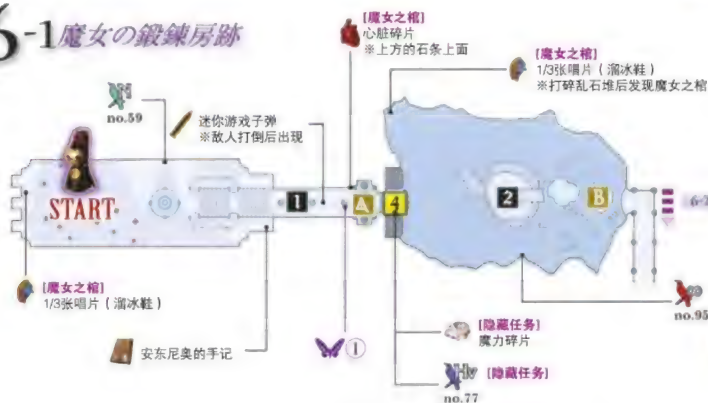 6-1 魔女の鍛錬房跡
[魔女之棺]
心脏碎片
※上方的石条上面
[魔女之棺]
1/3张唱片（溜冰鞋）
※打碎乱石堆后发现魔女之棺
no.59
迷你游戏子弹
※敌人打倒后出现
START
1
4
2
B
[魔女之棺]
1/3张唱片（溜冰鞋）
no.95
安东尼奥的手记
①
[隐藏任务]
魔力碎片
[隐藏任务]
no.77